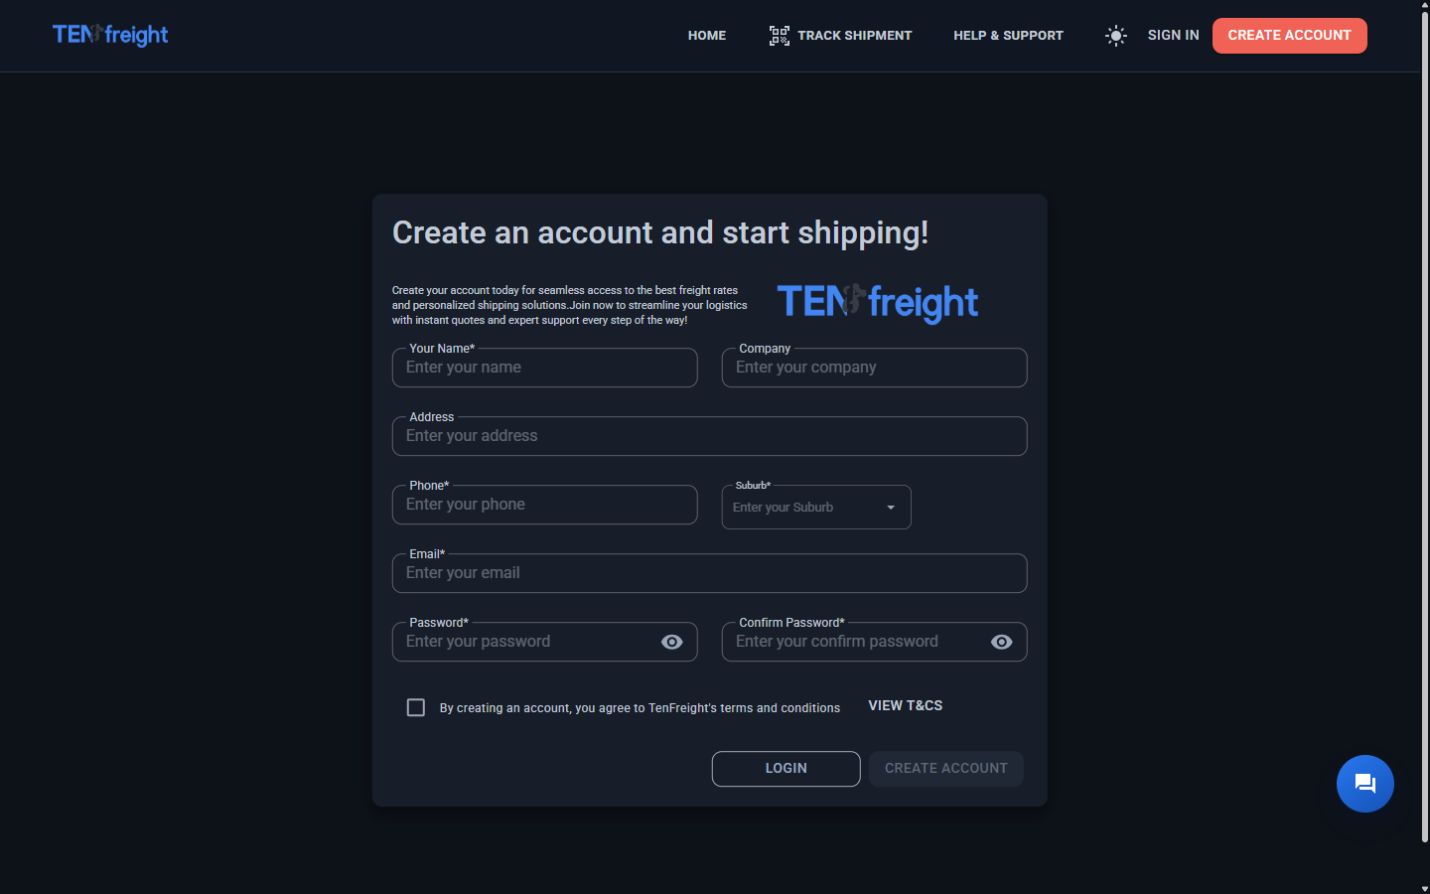 TEN freight
HOME
TRACK SHIPMENT
HELP & SUPPORT
SIGN IN
CREATE ACCOUNT
Create an account and start shipping!
Create your account today for seamless access to the best freight rates
and personalized shipping solutions.Join now to streamline your logistics
with instant quotes and expert support every step of the way!
TEN freight
Your Name*
Enter your name
Company
Enter your company
Address
Enter your address
Phone*
Enter your phone
Suburb*
Enter your Suburb
Email*
Enter your email
Password*
Enter your password
Confirm Password*
Enter your confirm password
By creating an account, you agree to TenFreight's terms and conditions
VIEW T&CS
LOGIN
CREATE ACCOUNT